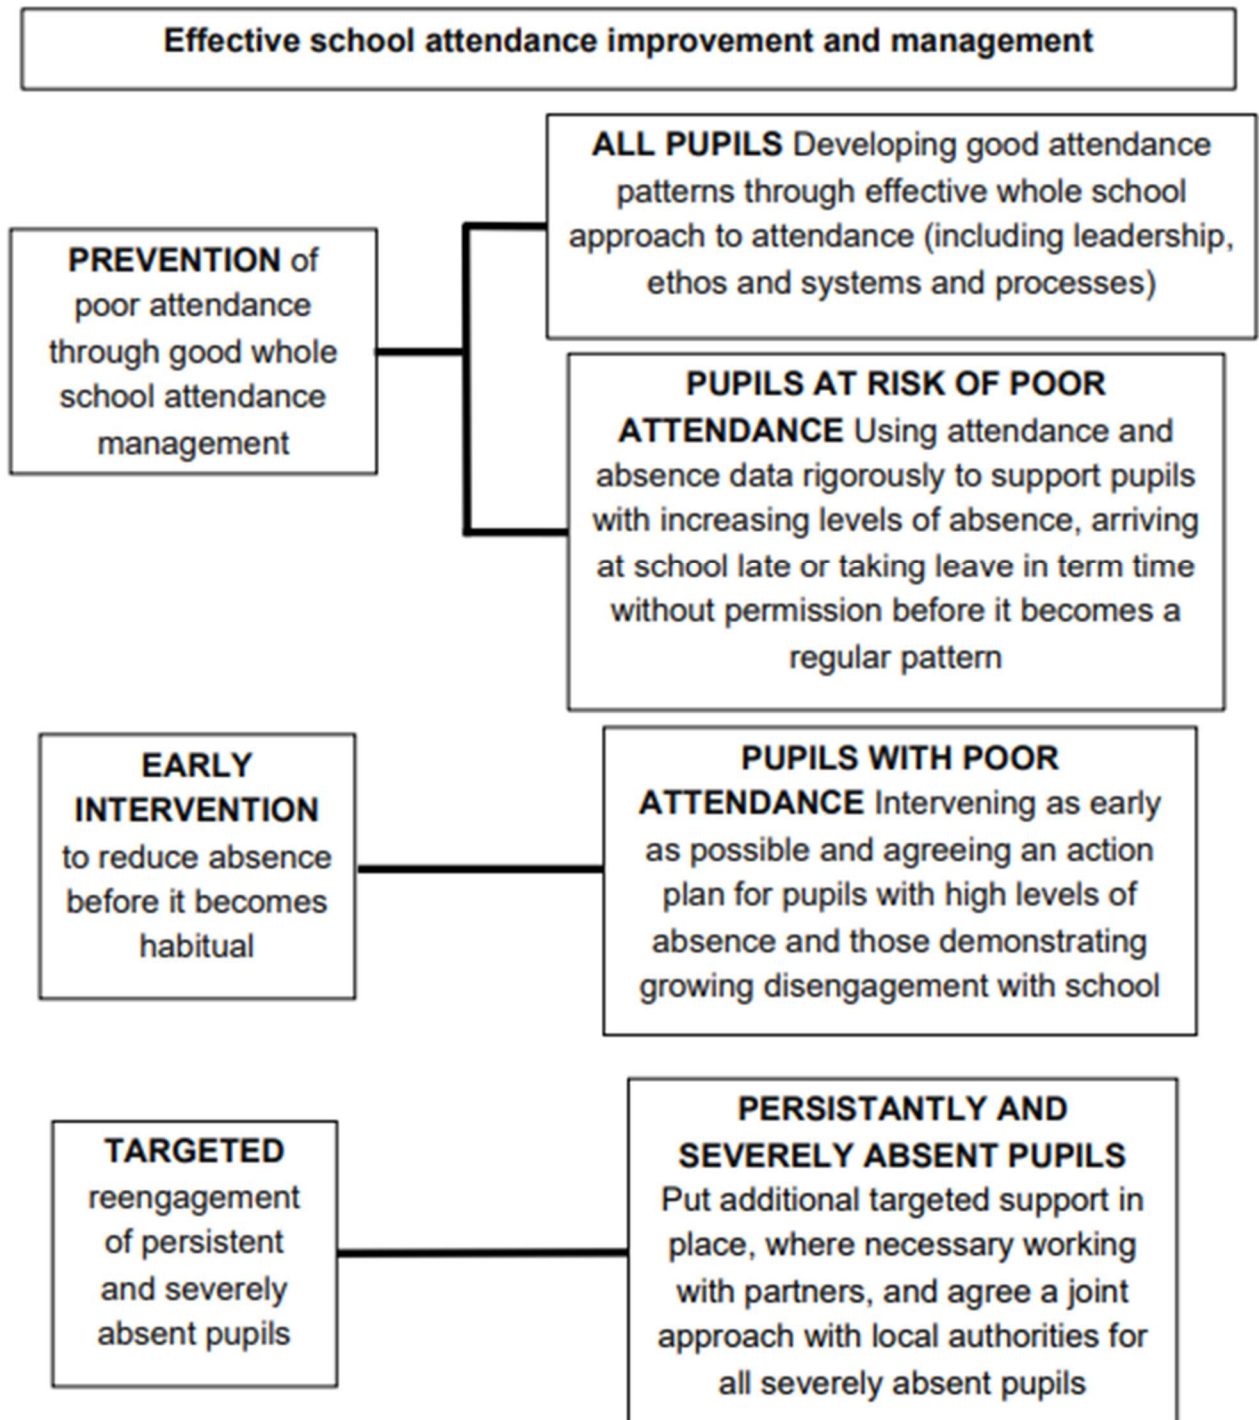 Effective school attendance improvement and management
PREVENTION of
poor attendance
through good whole
school attendance
management
ALL PUPILS Developing good attendance
patterns through effective whole school
approach to attendance (including leadership,
ethos and systems and processes)
PUPILS AT RISK OF POOR
ATTENDANCE Using attendance and
absence data rigorously to support pupils
with increasing levels of absence, arriving
at school late or taking leave in term time
without permission before it becomes a
regular pattern
EARLY
INTERVENTION
to reduce absence
before it becomes
habitual
PUPILS WITH POOR
ATTENDANCE Intervening as early
as possible and agreeing an action
plan for pupils with high levels of
absence and those demonstrating
growing disengagement with school
TARGETED
reengagement
of persistent
and severely
absent pupils
PERSISTANTLY AND
SEVERELY ABSENT PUPILS
Put additional targeted support in
place, where necessary working
with partners, and agree a joint
approach with local authorities for
all severely absent pupils